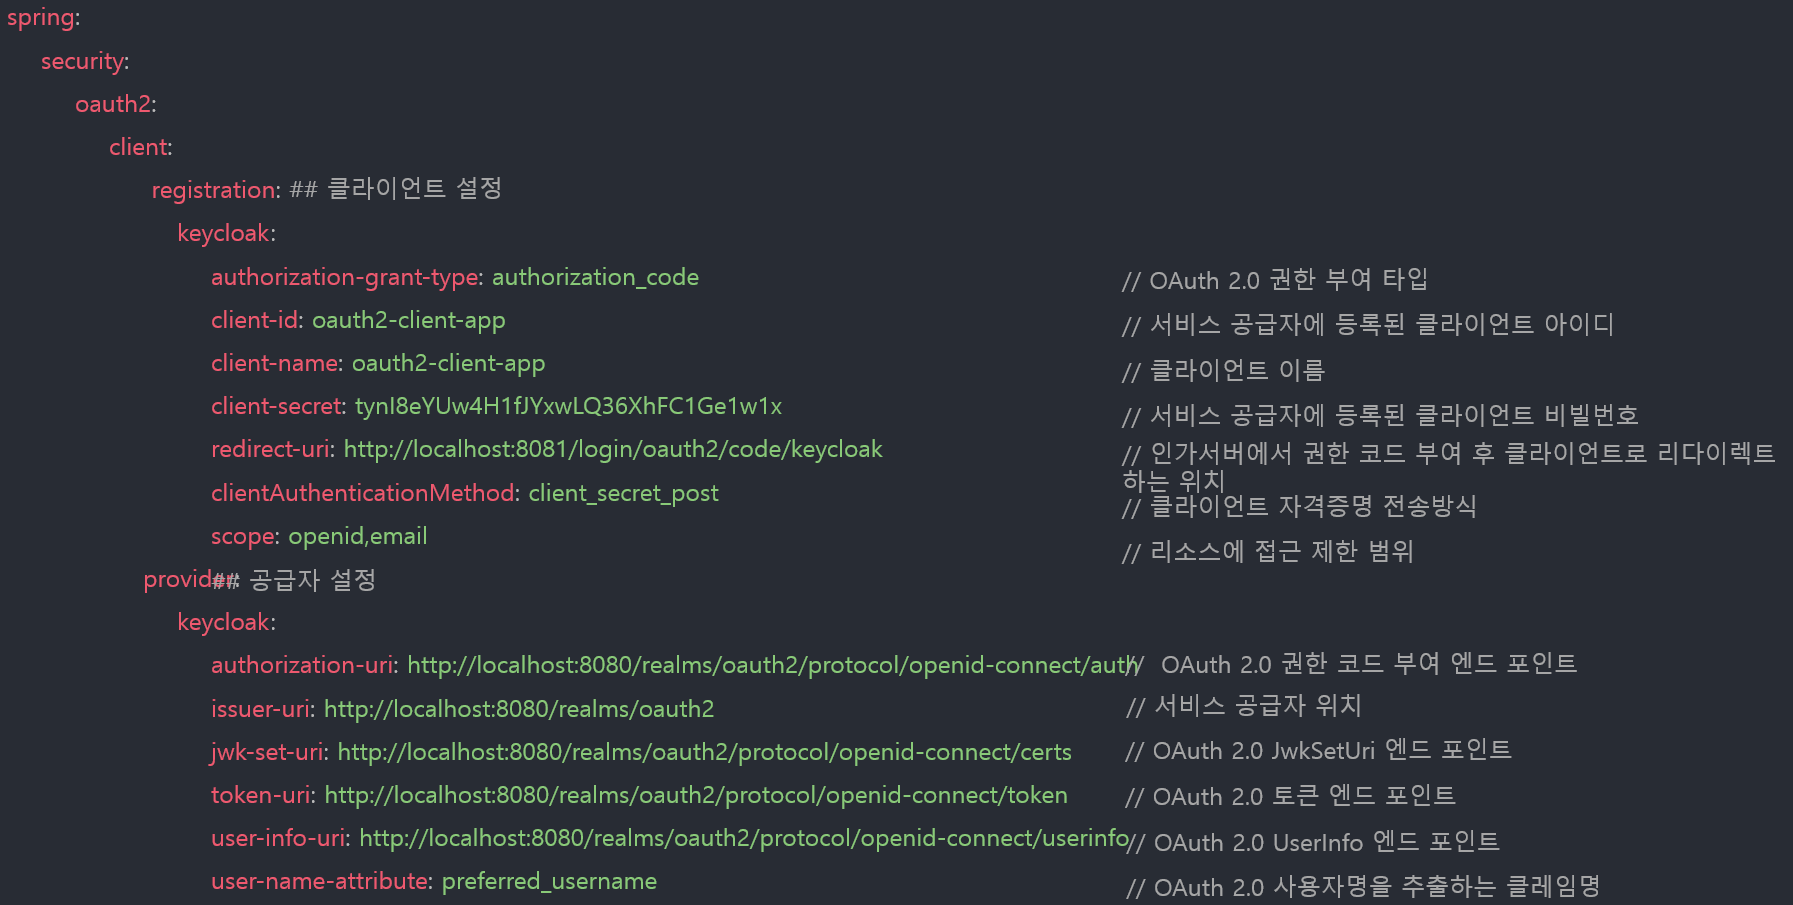 spring:
security:
oauth2:
client:
registration: ## 클라이언트 설정
keycloak:
authorization-grant-type: authorization_code // OAuth 2.0 권한 부여 타입
client-id: oauth2-client-app // 서비스 공급자에 등록된 클라이언트 아이디
client-name: oauth2-client-app // 클라이언트 이름
client-secret: tynI8eYUw4H1fJYxwLQ36XhFC1Ge1w1x // 서비스 공급자에 등록된 클라이언트 비빌번호
redirect-uri: http://localhost:8081/login/oauth2/code/keycloak // 인가서버에서 권한 코드 부여 후 클라이언트로 리다이렉트
하는 위치
clientAuthenticationMethod: client_secret_post // 클라이언트 자격증명 전송방식
scope: openid,email // 리소스에 접근 제한 범위
provider: ## 공급자 설정
keycloak:
authorization-uri: http://localhost:8080/realms/oauth2/protocol/openid-connect/auth // OAuth 2.0 권한 코드 부여 엔드 포인트
issuer-uri: http://localhost:8080/realms/oauth2 // 서비스 공급자 위치
jwk-set-uri: http://localhost:8080/realms/oauth2/protocol/openid-connect/certs // OAuth 2.0 JwkSetUri 엔드 포인트
token-uri: http://localhost:8080/realms/oauth2/protocol/openid-connect/token // OAuth 2.0 토큰 엔드 포인트
user-info-uri: http://localhost:8080/realms/oauth2/protocol/openid-connect/userinfo // OAuth 2.0 UserInfo 엔드 포인트
user-name-attribute: preferred_username // OAuth 2.0 사용자명을 추출하는 클레임명